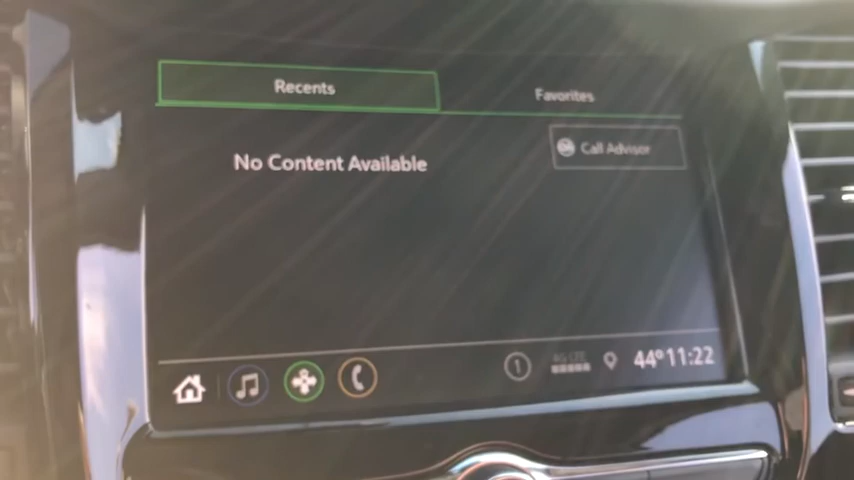 Recents
Favorites
No Content Available
Call Advisor
1
4G LTE
44° 11:22